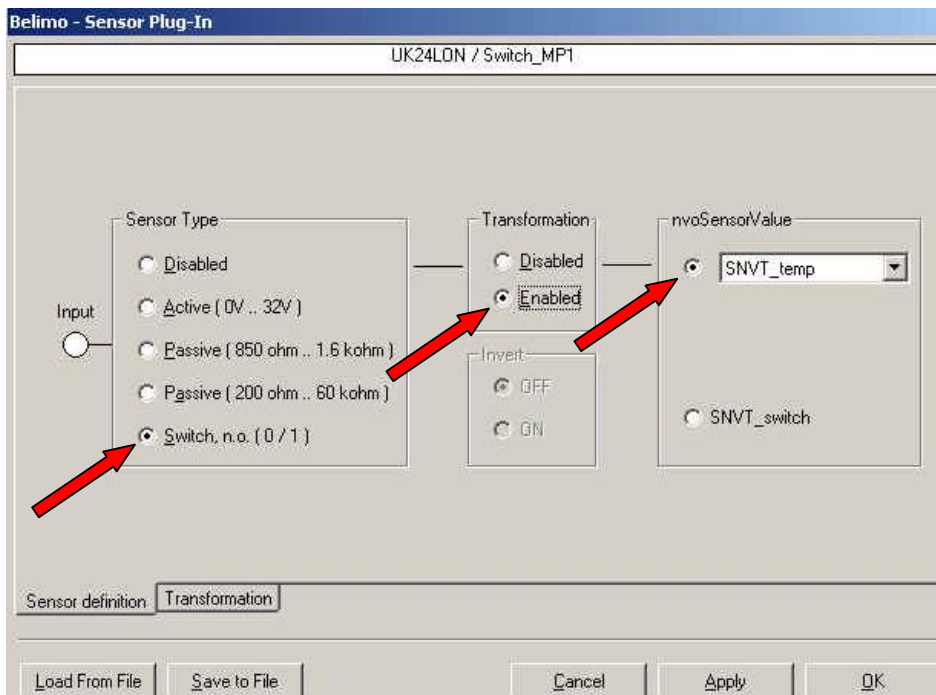 Belimo - Sensor Plug-In
UK24LON / Switch_MP1
Sensor Type
Transformation
nvoSensorValue
Disabled
Disabled
SNVT_temp
Input
Active ( 0V .. 32V )
Enabled
Passive ( 850 ohm .. 1.6 kohm )
Invert
OFF
Passive ( 200 ohm .. 60 kohm )
ON
SNVT_switch
Switch, n.o. ( 0 / 1 )
Sensor definition
Transformation
Load From File
Save to File
Cancel
Apply
OK